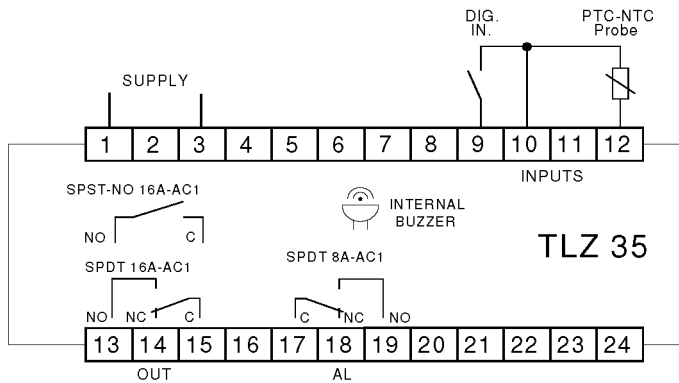 DIG.
IN.
PTC-NTC
Probe
SUPPLY
1 2 3 4 5 6 7 8 9 10 11 12
INPUTS
SPST-NO 16A-AC1
NO C
INTERNAL
BUZZER
TLZ 35
SPDT 16A-AC1
SPDT 8A-AC1
NO NC C C NC NO
13 14 15 16 17 18 19 20 21 22 23 24
OUT AL